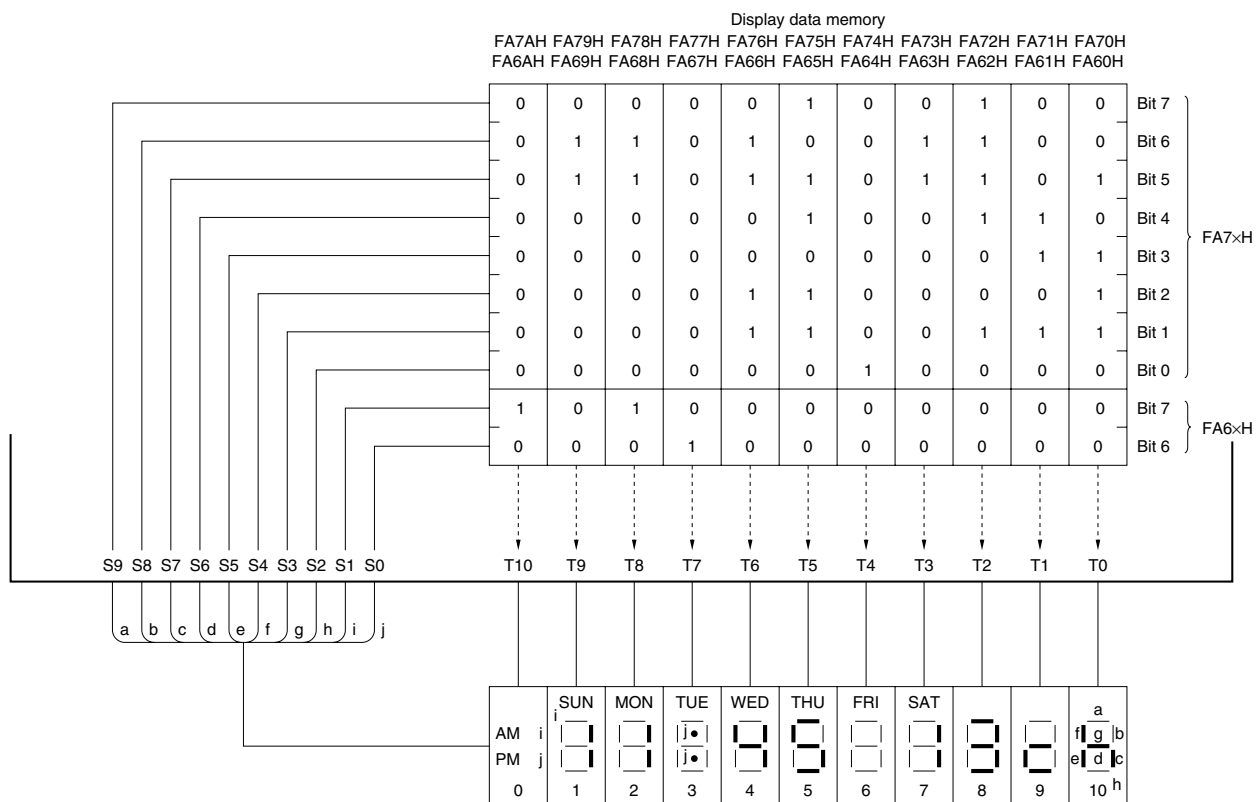 Display data memory
FA7AH FA79H FA78H FA77H FA76H FA75H FA74H FA73H FA72H FA71H FA70H
FA6AH FA69H FA68H FA67H FA66H FA65H FA64H FA63H FA62H FA61H FA60H
0 0 0 0 0 1 0 0 1 0 0 Bit 7
0 1 1 0 1 0 0 1 1 0 0 Bit 6
0 1 1 0 1 1 0 1 1 0 1 Bit 5
0 0 0 0 0 1 0 0 1 1 0 Bit 4
FA7×H
0 0 0 0 0 0 0 0 0 1 1 Bit 3
0 0 0 0 1 1 0 0 0 0 1 Bit 2
0 0 0 0 1 1 0 0 1 1 1 Bit 1
0 0 0 0 0 0 1 0 0 0 0 Bit 0
1 0 1 0 0 0 0 0 0 0 0 Bit 7
FA6×H
0 0 0 1 0 0 0 0 0 0 0 Bit 6
S9 S8 S7 S6 S5 S4 S3 S2 S1 S0 T10 T9 T8 T7 T6 T5 T4 T3 T2 T1 T0
a b c d e f g h i j
SUN MON TUE WED THU FRI SAT
i a
AM i j f g b
PM j j e d c
0 1 2 3 4 5 6 7 8 9 10 h